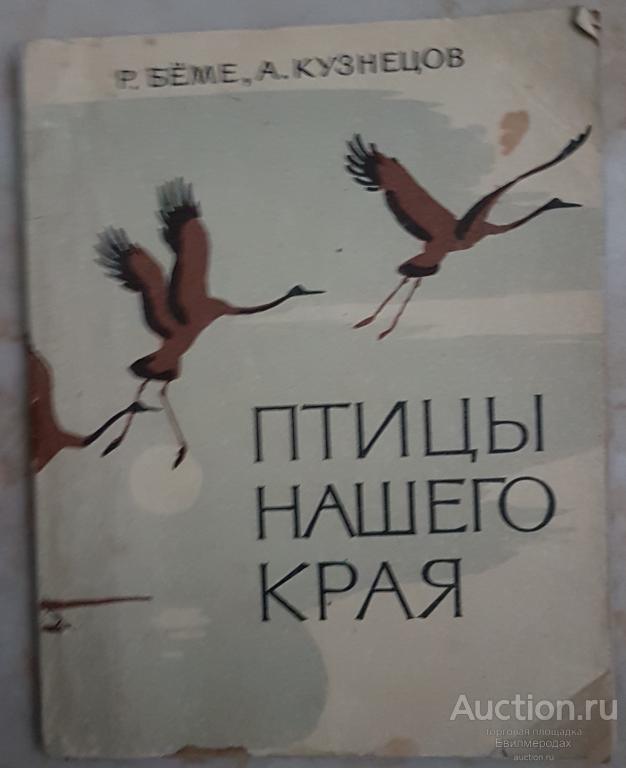 Р. БЁМЕ, А. КУЗНЕЦОВ
ПТИЦЫ
НАШЕГО
КРАЯ
Auction.ru
торговая площадка
Евилмеродах
auction.ru